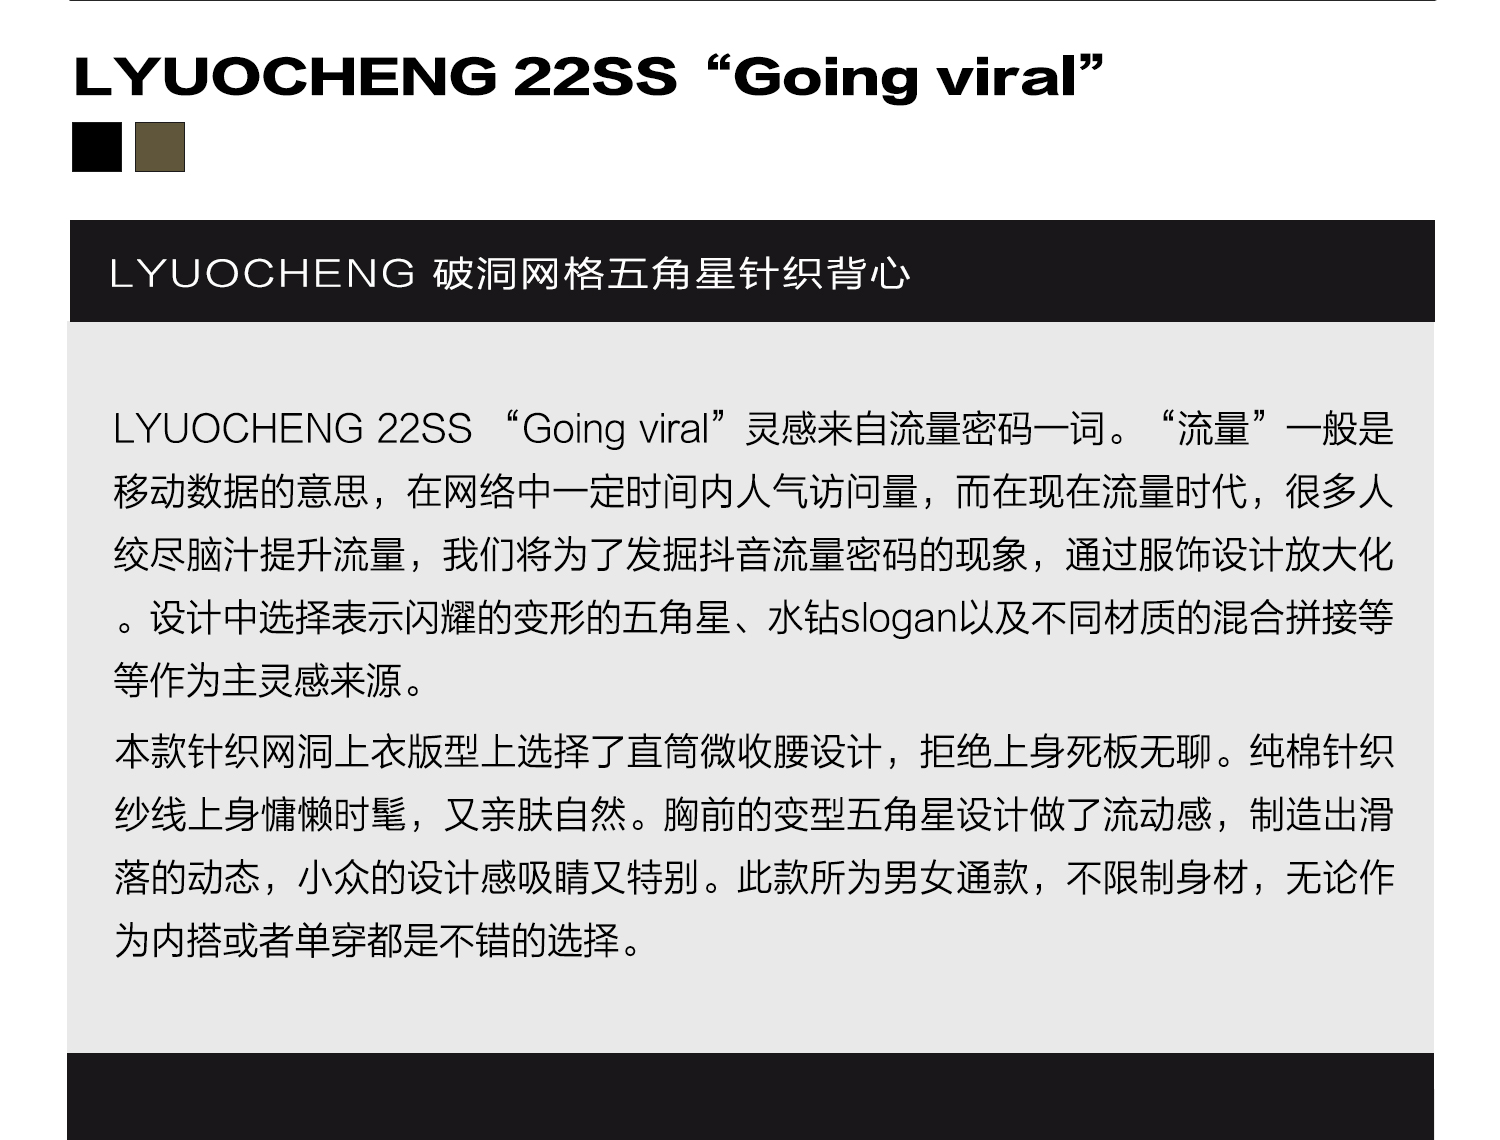 LYUOCHENG 22SS “Going viral”
LYUOCHENG 破洞网格五角星针织背心
LYUOCHENG 22SS “Going viral”灵感来自流量密码一词。“流量”一般是
移动数据的意思，在网络中一定时间内人气访问量，而在现在流量时代，很多人
绞尽脑汁提升流量，我们将为了发掘抖音流量密码的现象，通过服饰设计放大化
。设计中选择表示闪耀的变形的五角星、水钻slogan以及不同材质的混合拼接等
等作为主灵感来源。
本款针织网洞上衣版型上选择了直筒微收腰设计，拒绝上身死板无聊。纯棉针织
纱线上身慵懒时髦，又亲肤自然。胸前的变型五角星设计做了流动感，制造出滑
落的动态，小众的设计感吸睛又特别。此款所为男女通款，不限制身材，无论作
为内搭或者单穿都是不错的选择。